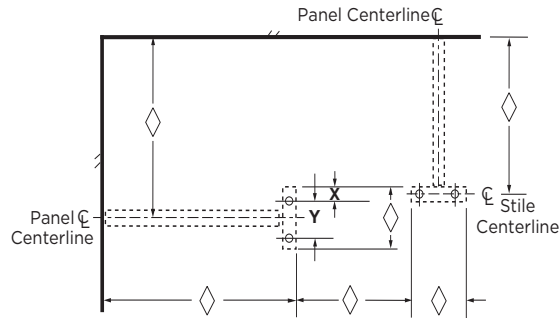 Panel Centerline ℄
X
Y
Panel ℄
Centerline
℄ Stile
Centerline